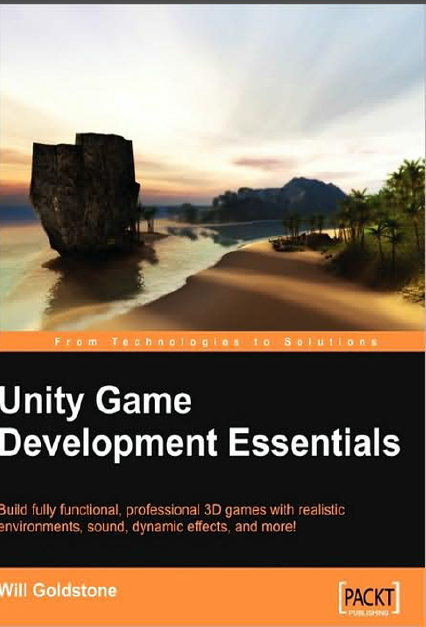 From Technologies to Solutions
Unity Game
Development Essentials
Build fully functional, professional 3D games with realistic
environments, sound, dynamic effects, and more!
Will Goldstone
[PACKT]
PUBLISHING